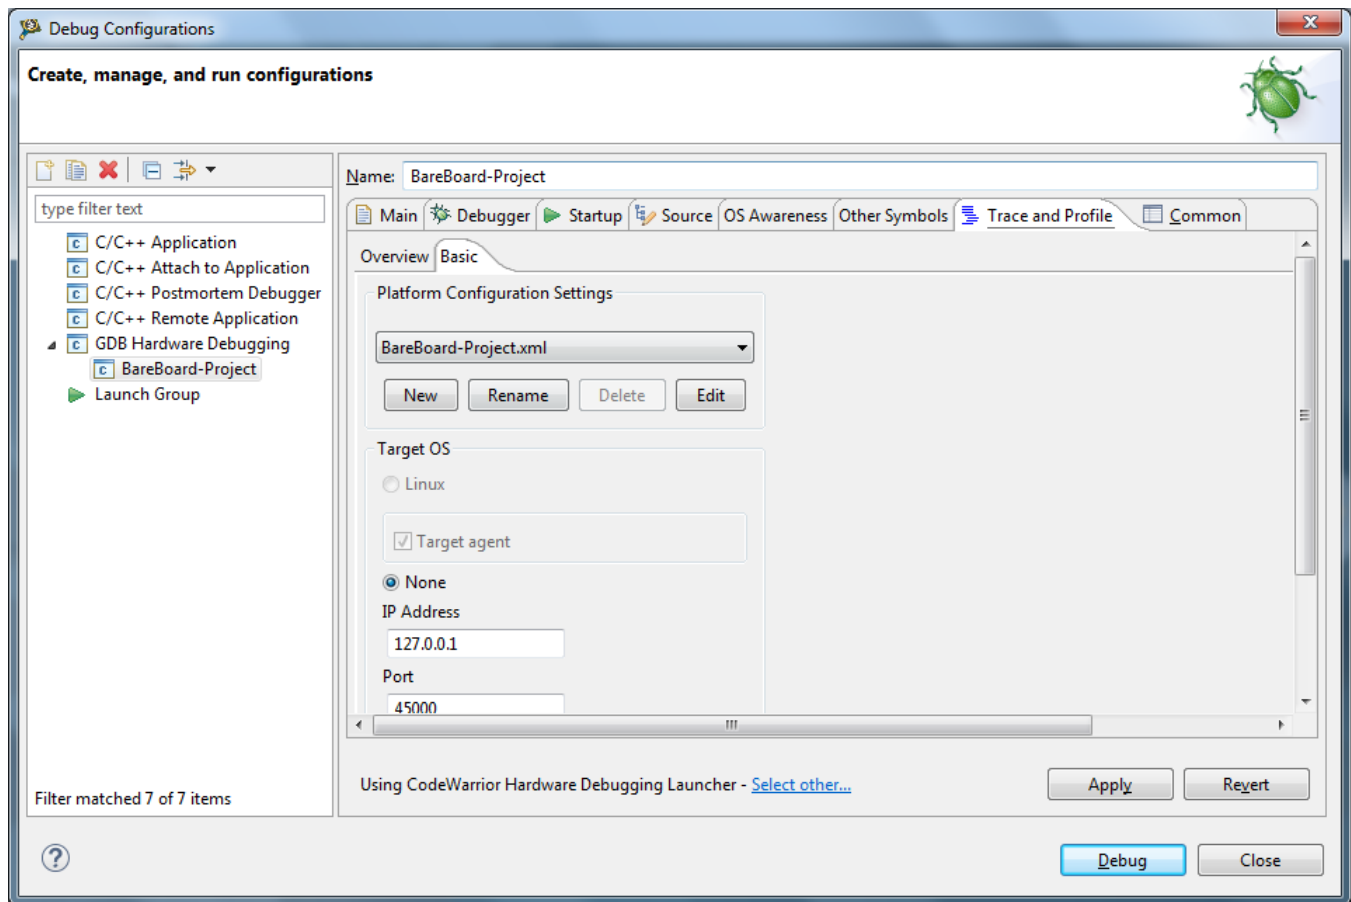 Debug Configurations
Create, manage, and run configurations
type filter text
C/C++ Application
C/C++ Attach to Application
C/C++ Postmortem Debugger
C/C++ Remote Application
GDB Hardware Debugging
BareBoard-Project
Launch Group
Filter matched 7 of 7 items
Name: BareBoard-Project
Main Debugger Startup Source OS Awareness Other Symbols Trace and Profile Common
Overview Basic
Platform Configuration Settings
BareBoard-Project.xml
New Rename Delete Edit
Target OS
Linux
Target agent
None
IP Address
127.0.0.1
Port
45000
Using CodeWarrior Hardware Debugging Launcher - Select other...
Apply Revert
Debug Close